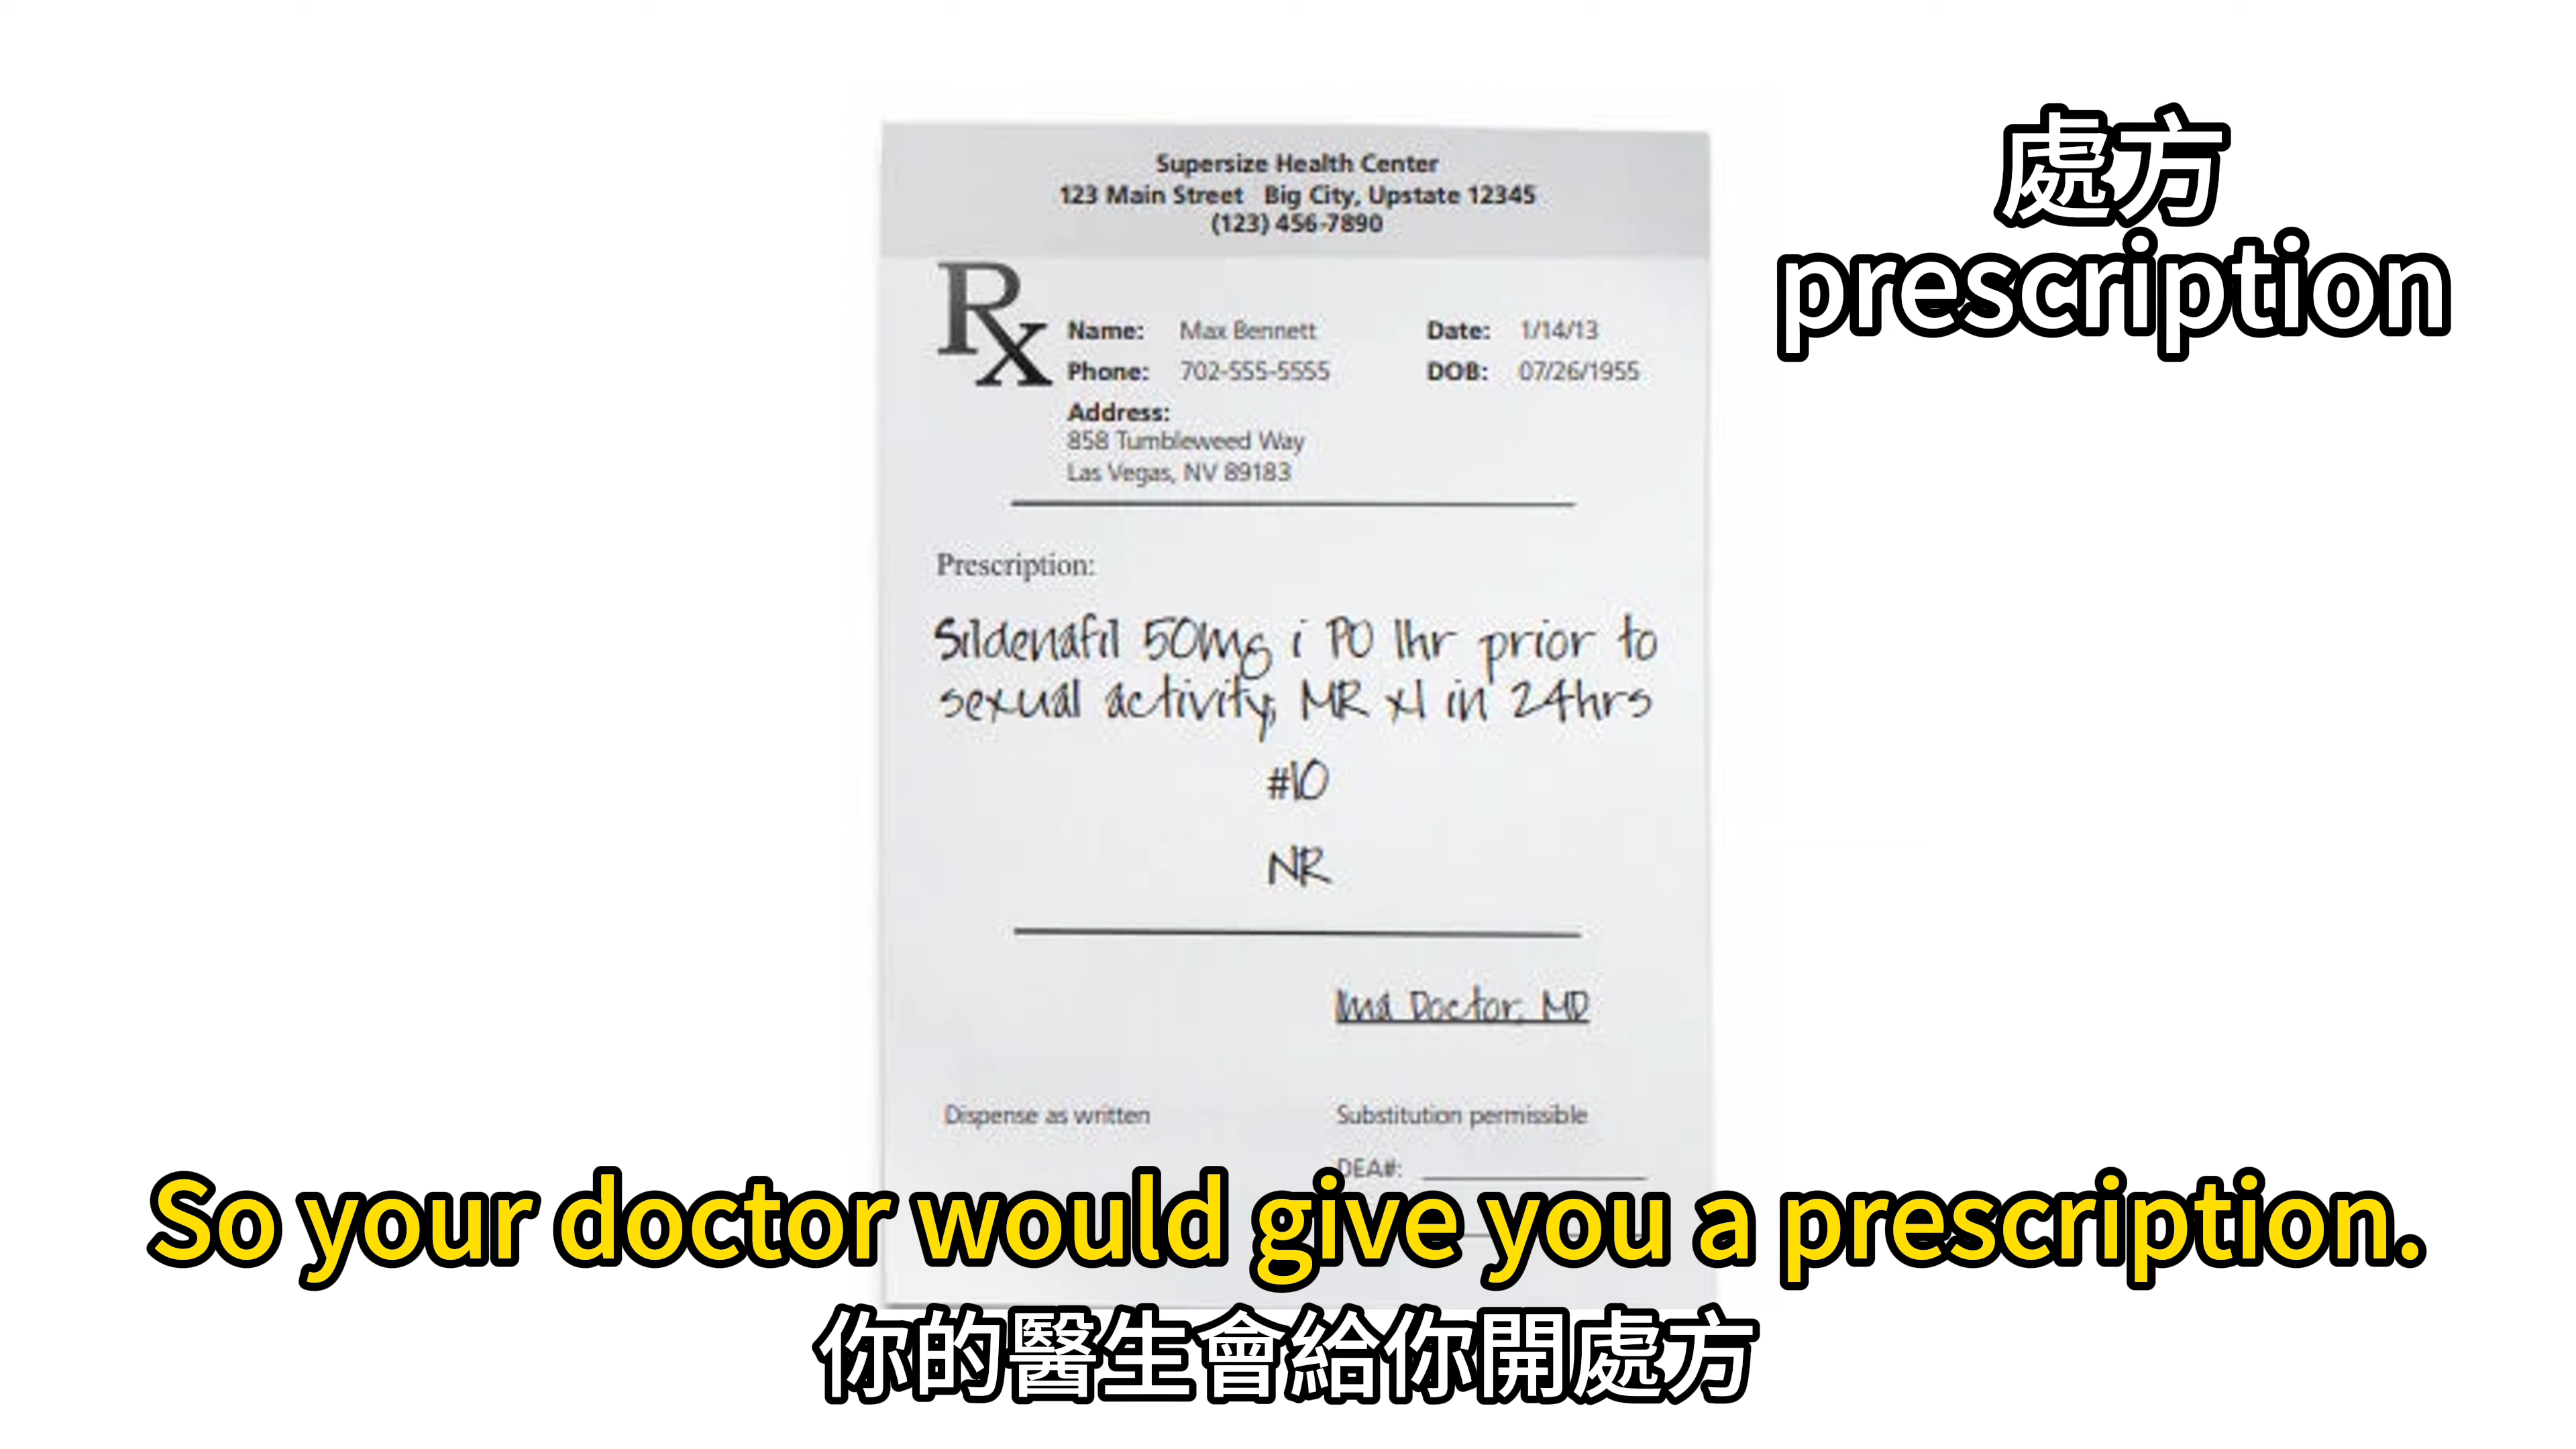 處方
prescription
Supersize Health Center
123 Main Street Big City, Upstate 12345
(123) 456-7890
Rx
Name: Max Bennett Date: 1/14/13
Phone: 702-555-5555 DOB: 07/26/1955
Address:
858 Tumbleweed Way
Las Vegas, NV 89183
Prescription:
Sildenafil 50mg i PO 1hr prior to
sexual activity, MR x1 in 24hrs
#10
NR
Ima Doctor, MD
Dispense as written Substitution permissible
DEA#:
So your doctor would give you a prescription.
你的醫生會給你開處方